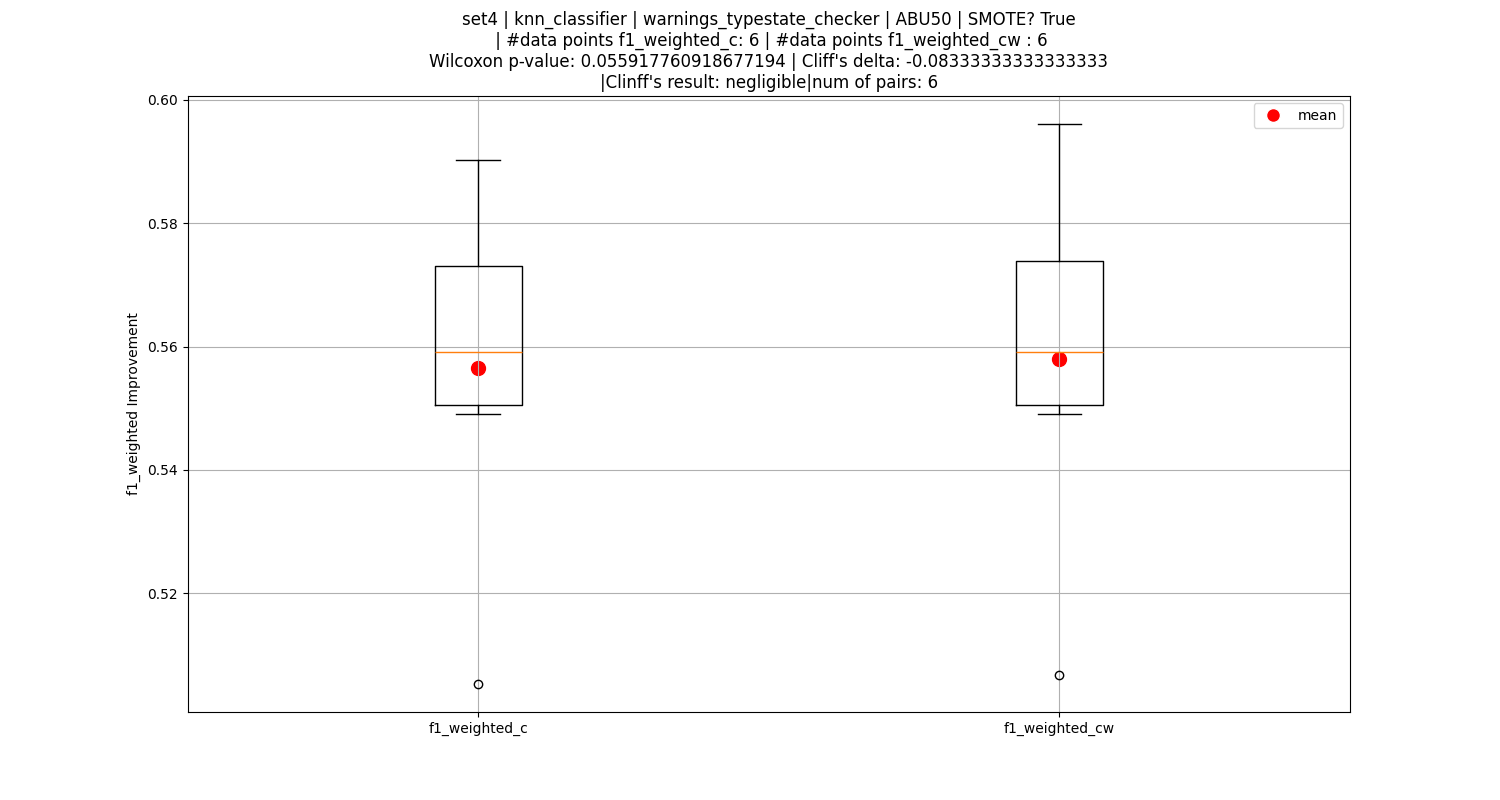 set4 | knn_classifier | warnings_typestate_checker | ABU50 | SMOTE? True
| #data points f1_weighted_c: 6 | #data points f1_weighted_cw : 6
Wilcoxon p-value: 0.055917760918677194 | Cliff's delta: -0.08333333333333333
|Clinff's result: negligible|num of pairs: 6
mean
f1_weighted Improvement
0.60
0.58
0.56
0.54
0.52
f1_weighted_c
f1_weighted_cw